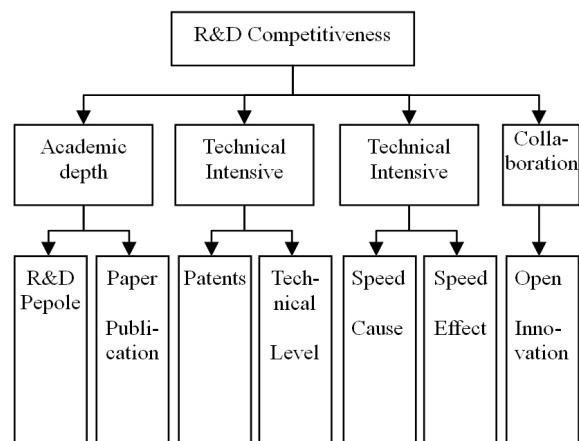 R&D Competitiveness
Academic
depth
Technical
Intensive
Technical
Intensive
Colla-
boration
R&D
Pepole
Paper
Publi-
cation
Patents
Tech-
nical
Level
Speed
Cause
Speed
Effect
Open
Inno-
vation